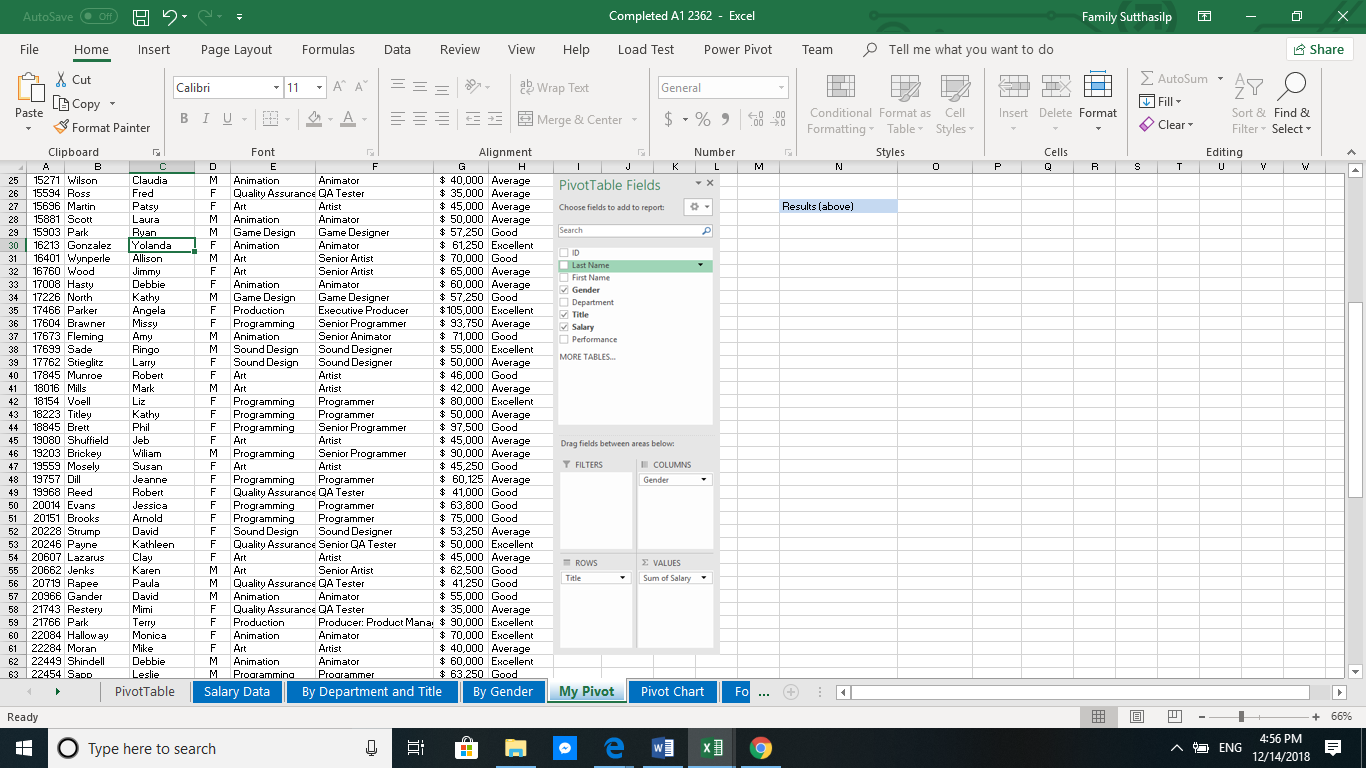 AutoSave Off Completed A1 2362 - Excel Family Sutthasilp
File Home Insert Page Layout Formulas Data Review View Help Load Test Power Pivot Team Tell me what you want to do Share
Cut
Copy
Format Painter
Paste
Calibri 11
B I U
Wrap Text
Merge & Center
General
$ % 9
Conditional Formatting
Format as Table
Cell Styles
Insert Delete Format
AutoSum
Fill
Clear
Sort & Filter
Find & Select
Clipboard Font Alignment Number Styles Cells Editing
A B C D E F G H I J K L M N O P Q R S T U V W
25 15271 Wilson Claudia M Animation Animator $ 40,000 Average
26 15594 Ross Fred F Quality Assurance QA Tester $ 35,000 Average
27 15696 Martin Patsy F Art Artist $ 45,000 Average
28 15881 Scott Laura M Animation Animator $ 50,000 Average
29 15903 Park Ryan M Game Design Game Designer $ 57,250 Good
30 16213 Gonzalez Yolanda F Animation Animator $ 61,250 Excellent
31 16401 Wynperle Allison M Art Senior Artist $ 70,000 Good
32 16760 Wood Jimmy F Art Senior Artist $ 65,000 Average
33 17008 Hasty Debbie F Animation Animator $ 60,000 Average
34 17226 North Kathy M Game Design Game Designer $ 57,250 Good
35 17466 Parker Angela F Production Executive Producer $105,000 Excellent
36 17604 Brawner Missy F Programming Senior Programmer $ 93,750 Average
37 17673 Fleming Amy M Animation Senior Animator $ 71,000 Good
38 17699 Sade Ringo M Sound Design Sound Designer $ 55,000 Excellent
39 17762 Stieglitz Larry F Sound Design Sound Designer $ 50,000 Average
40 17845 Munroe Robert F Art Artist $ 46,000 Good
41 18016 Mills Mark M Art Artist $ 42,000 Average
42 18154 Voell Liz F Programming Programmer $ 80,000 Excellent
43 18223 Titley Kathy F Programming Programmer $ 50,000 Average
44 18845 Brett Phil F Programming Senior Programmer $ 97,500 Good
45 19080 Shuffield Jeb F Art Artist $ 45,000 Average
46 19203 Brickey Wiliam M Programming Senior Programmer $ 90,000 Average
47 19559 Mosely Susan F Art Artist $ 45,250 Good
48 19757 Dill Jeanne F Programming Programmer $ 60,125 Average
49 19968 Reed Robert F Quality Assurance QA Tester $ 41,000 Good
50 20014 Evans Jessica F Programming Programmer $ 63,800 Good
51 20151 Brooks Arnold F Programming Programmer $ 75,000 Good
52 20228 Strump David F Sound Design Sound Designer $ 53,250 Average
53 20246 Payne Kathleen F Quality Assurance Senior QA Tester $ 50,000 Excellent
54 20607 Lazarus Clay F Art Artist $ 45,000 Average
55 20662 Jenks Karen M Art Senior Artist $ 62,500 Good
56 20719 Rapee Paula M Quality Assurance QA Tester $ 41,250 Good
57 20966 Gander David M Animation Animator $ 55,000 Good
58 21743 Restery Mimi F Quality Assurance QA Tester $ 35,000 Average
59 21766 Park Terry F Production Producer: Product Mana $ 90,000 Excellent
60 22084 Halloway Monica F Animation Animator $ 70,000 Excellent
61 22284 Moran Mike F Art Artist $ 40,000 Average
62 22449 Shindell Debbie M Animation Animator $ 60,000 Excellent
63 22454 Sapp Leslie M Programming Programmer $ 63,250 Good
PivotTable Fields
Choose fields to add to report:
Search
ID
Last Name
First Name
Gender
Department
Title
Salary
Performance
MORE TABLES...
Drag fields between areas below:
FILTERS COLUMNS
Gender
ROWS Σ VALUES
Title Sum of Salary
Results (above)
PivotTable Salary Data By Department and Title By Gender My Pivot Pivot Chart Fo ...
Ready 66%
Type here to search
ENG
4:56 PM
12/14/2018